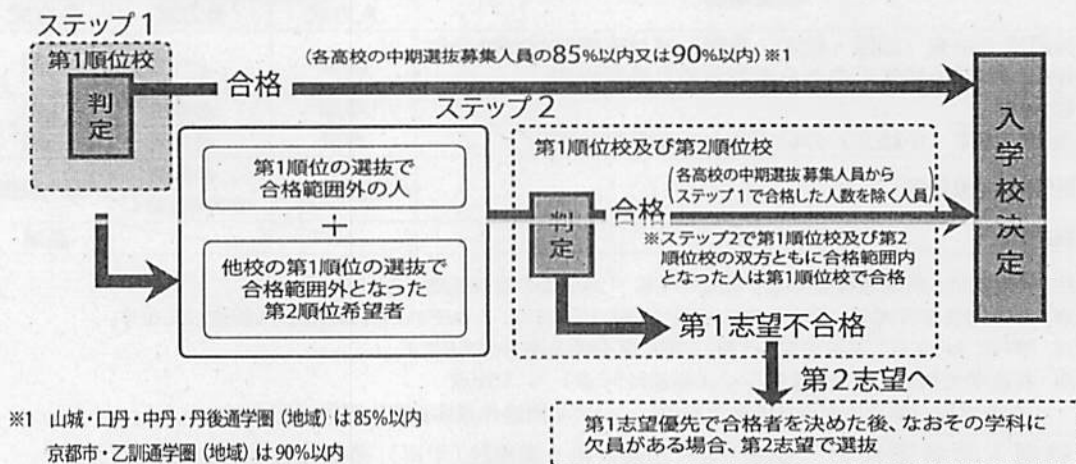 ステップ1
第1順位校
判定
合格
(各高校の中期選抜募集人員の85%以内又は90%以内)※1
ステップ2
第1順位の選抜で
合格範囲外の人
+
他校の第1順位の選抜で
合格範囲外となった
第2順位希望者
第1順位校及び第2順位校
判定
合格
(各高校の中期選抜募集人員から
ステップ1で合格した人数を除く人員)
※ステップ2で第1順位校及び第2
順位校の双方ともに合格範囲内
となった人は第1順位校で合格
第1志望不合格
入学校決定
第2志望へ
第1志望優先で合格者を決めた後、なおその学科に
欠員がある場合、第2志望で選抜
※1 山城・口丹・中丹・丹後通学圏(地域)は85%以内
京都市・乙訓通学圏(地域)は90%以内